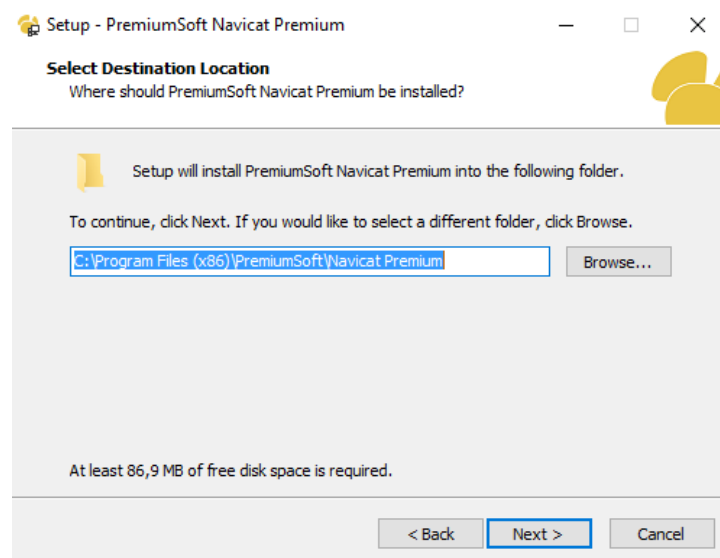 Setup - PremiumSoft Navicat Premium
Select Destination Location
Where should PremiumSoft Navicat Premium be installed?
Setup will install PremiumSoft Navicat Premium into the following folder.
To continue, click Next. If you would like to select a different folder, click Browse.
C:\Program Files (x86)\PremiumSoft\Navicat Premium
Browse...
At least 86,9 MB of free disk space is required.
< Back Next > Cancel